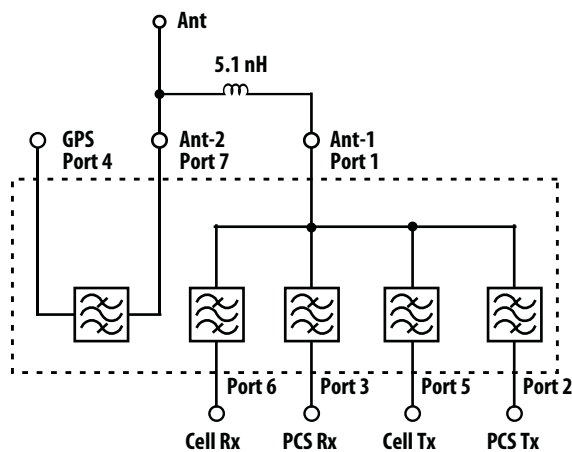 Ant
5.1 nH
GPS
Port 4
Ant-2
Port 7
Ant-1
Port 1
Port 6
Port 3
Port 5
Port 2
Cell Rx
PCS Rx
Cell Tx
PCS Tx